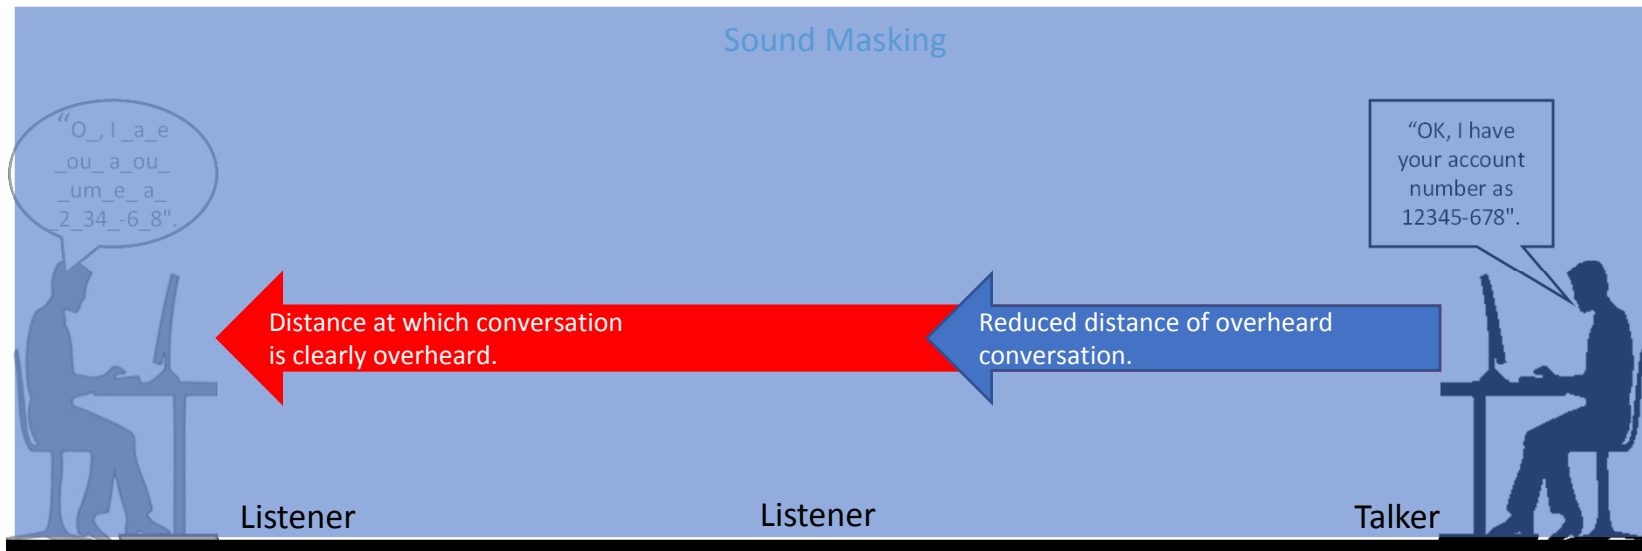 Sound Masking
“O_, I _a_e
_ou_ a_ou_
_um_e_ a_
_2_34_-6_8".
“OK, I have
your account
number as
12345-678".
Distance at which conversation
is clearly overheard.
Reduced distance of overheard
conversation.
Listener
Listener
Talker